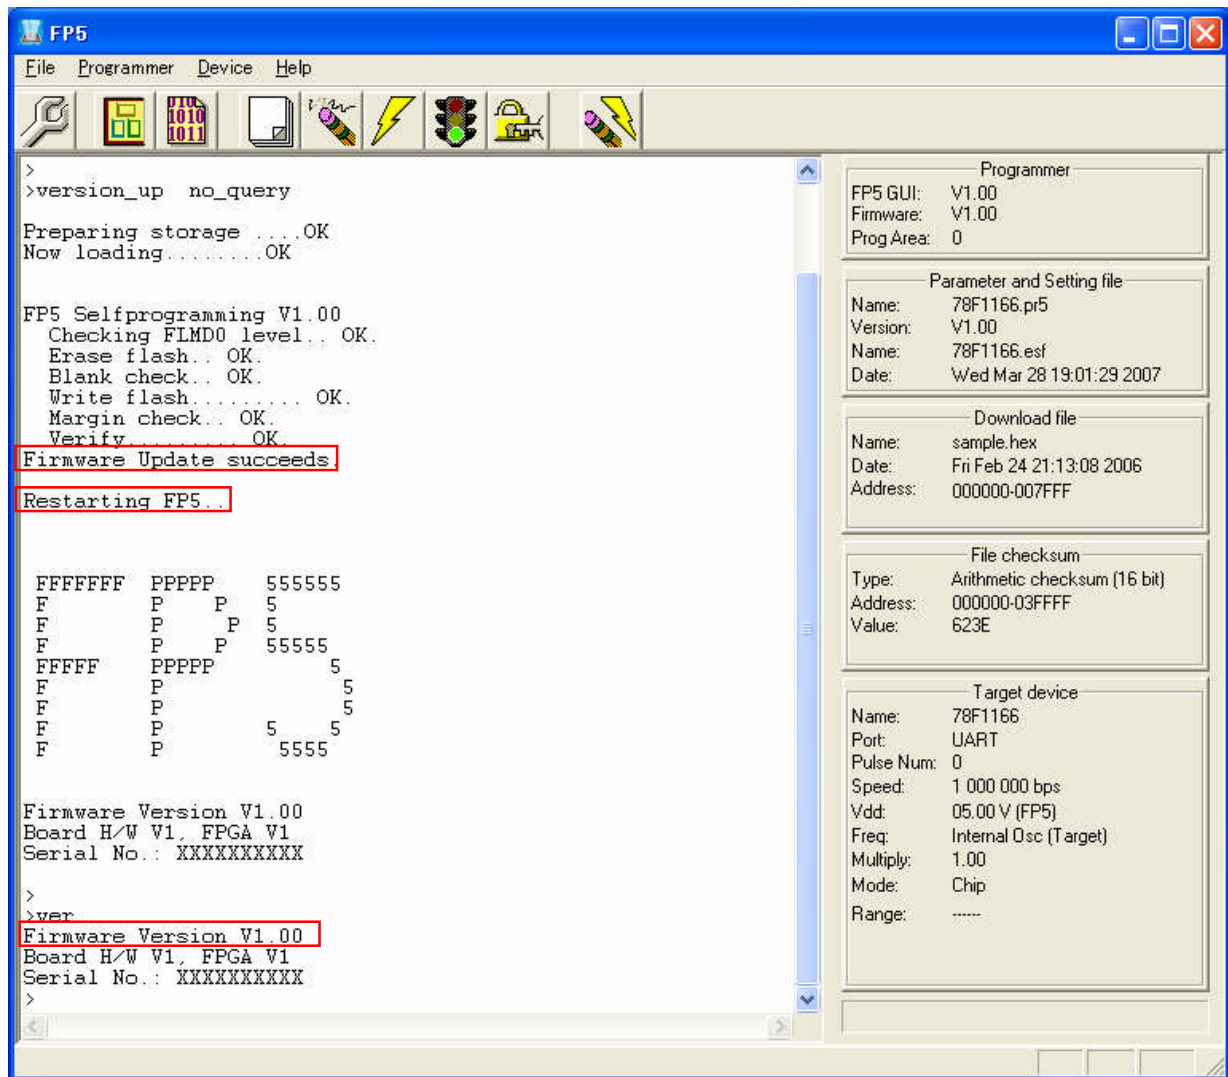 FP5
File Programmer Device Help
010
1010
1011
>
>version_up  no_query
Preparing storage ....OK
Now loading........OK
FP5 Selfprogramming V1.00
  Checking FLMD0 level.. OK.
  Erase flash.. OK.
  Blank check.. OK.
  Write flash......... OK.
  Margin check.. OK.
  Verify......... OK.
Firmware Update succeeds.
Restarting FP5..
FFFFFFF  PPPPP    555555
F        P    P   5
F        P     P  5
F        P    P   55555
FFFFF    PPPPP         5
F        P              5
F        P              5
F        P        5    5
F        P         5555
Firmware Version V1.00
Board H/W V1, FPGA V1
Serial No.: XXXXXXXXXX
>
>ver
Firmware Version V1.00
Board H/W V1, FPGA V1
Serial No.: XXXXXXXXXX
>
Programmer
FP5 GUI: V1.00
Firmware: V1.00
Prog Area: 0
Parameter and Setting file
Name: 78F1166.pr5
Version: V1.00
Name: 78F1166.esf
Date: Wed Mar 28 19:01:29 2007
Download file
Name: sample.hex
Date: Fri Feb 24 21:13:08 2006
Address: 000000-007FFF
File checksum
Type: Arithmetic checksum (16 bit)
Address: 000000-03FFFF
Value: 623E
Target device
Name: 78F1166
Port: UART
Pulse Num: 0
Speed: 1 000 000 bps
Vdd: 05.00 V (FP5)
Freq: Internal Osc (Target)
Multiply: 1.00
Mode: Chip
Range: ------